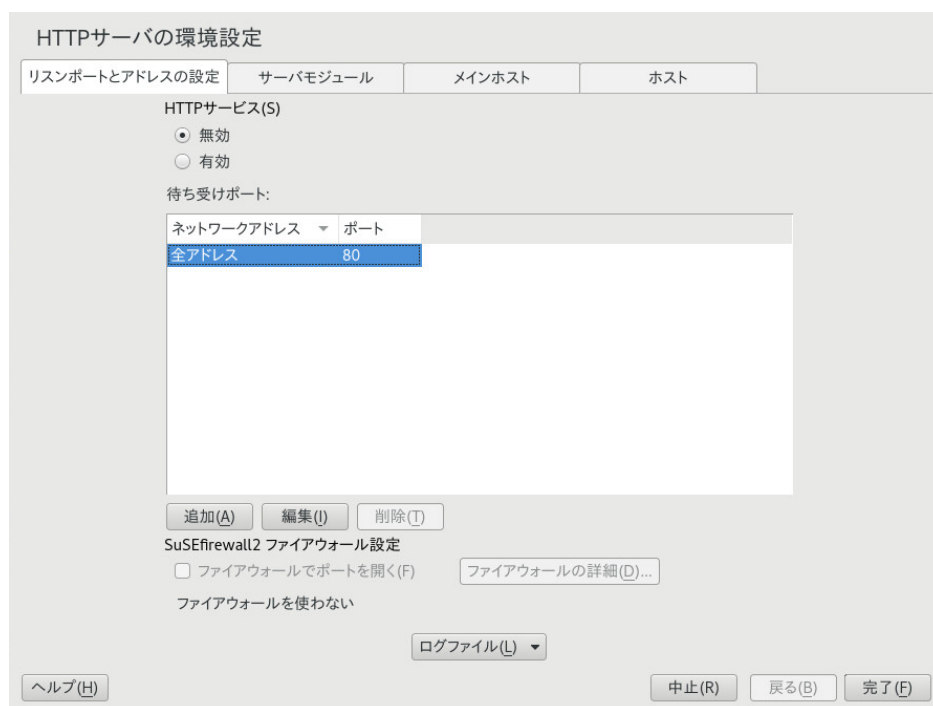 HTTPサーバの環境設定
リスンポートとアドレスの設定 サーバモジュール メインホスト ホスト
HTTPサービス(S)
無効
有効
待ち受けポート:
ネットワークアドレス ポート
全アドレス 80
追加(A) 編集(I) 削除(T)
SuSEfirewall2 ファイアウォール設定
ファイアウォールでポートを開く(F) ファイアウォールの詳細(D)...
ファイアウォールを使わない
ログファイル(L)
ヘルプ(H) 中止(R) 戻る(B) 完了(F)